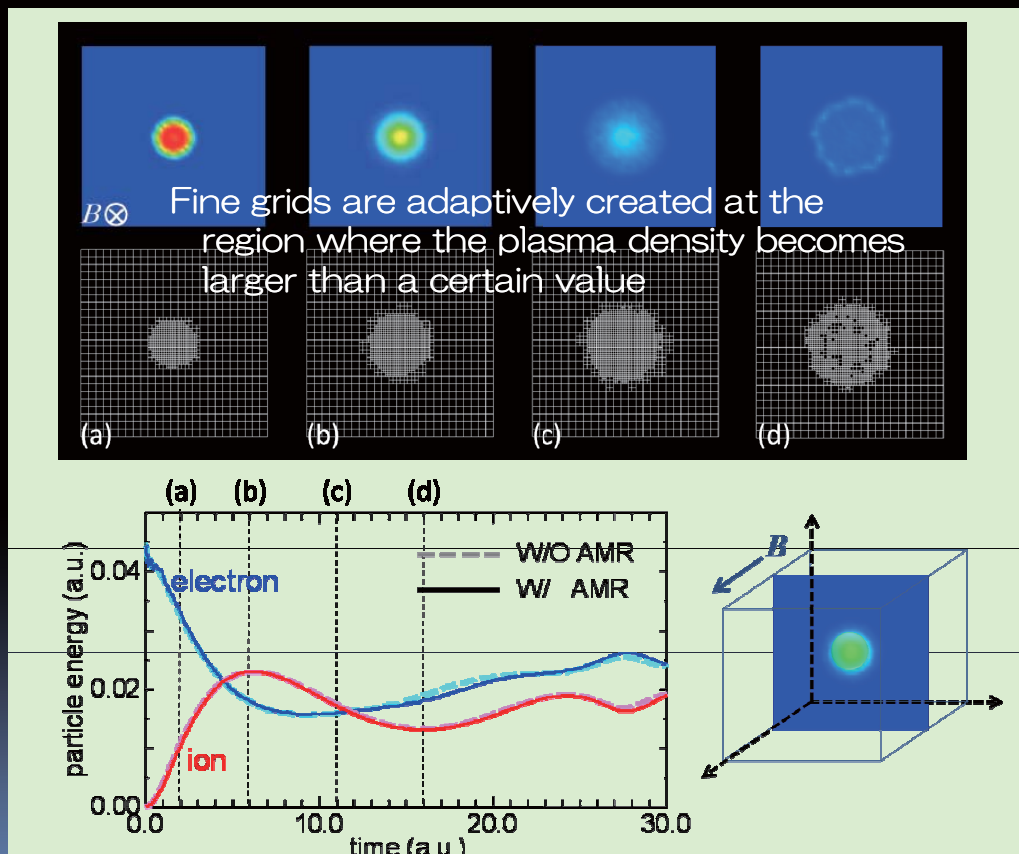 B⊗
Fine grids are adaptively created at the
region where the plasma density becomes
larger than a certain value
(a) (b) (c) (d)
(a) (b) (c) (d)
particle energy (a.u.)
0.04
0.02
0.00
electron
ion
W/O AMR
W/ AMR
0.0 10.0 20.0 30.0
time (a.u.)
B